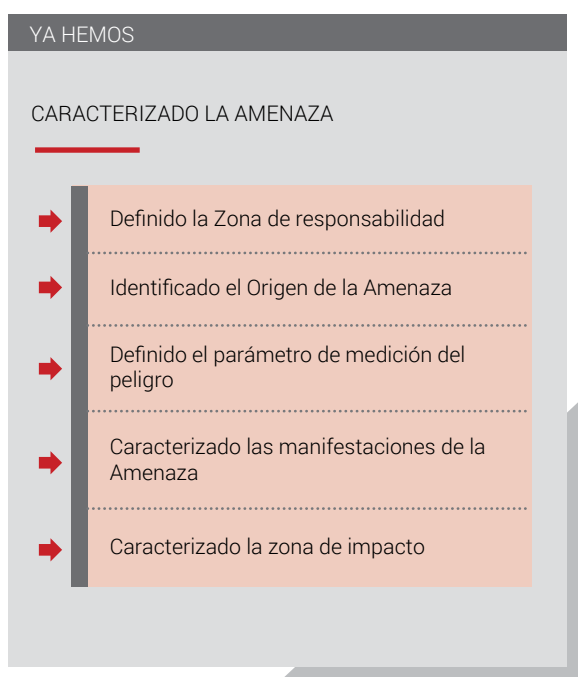 YA HEMOS
CARACTERIZADO LA AMENAZA
Definido la Zona de responsabilidad
Identificado el Origen de la Amenaza
Definido el parámetro de medición del
peligro
Caracterizado las manifestaciones de la
Amenaza
Caracterizado la zona de impacto